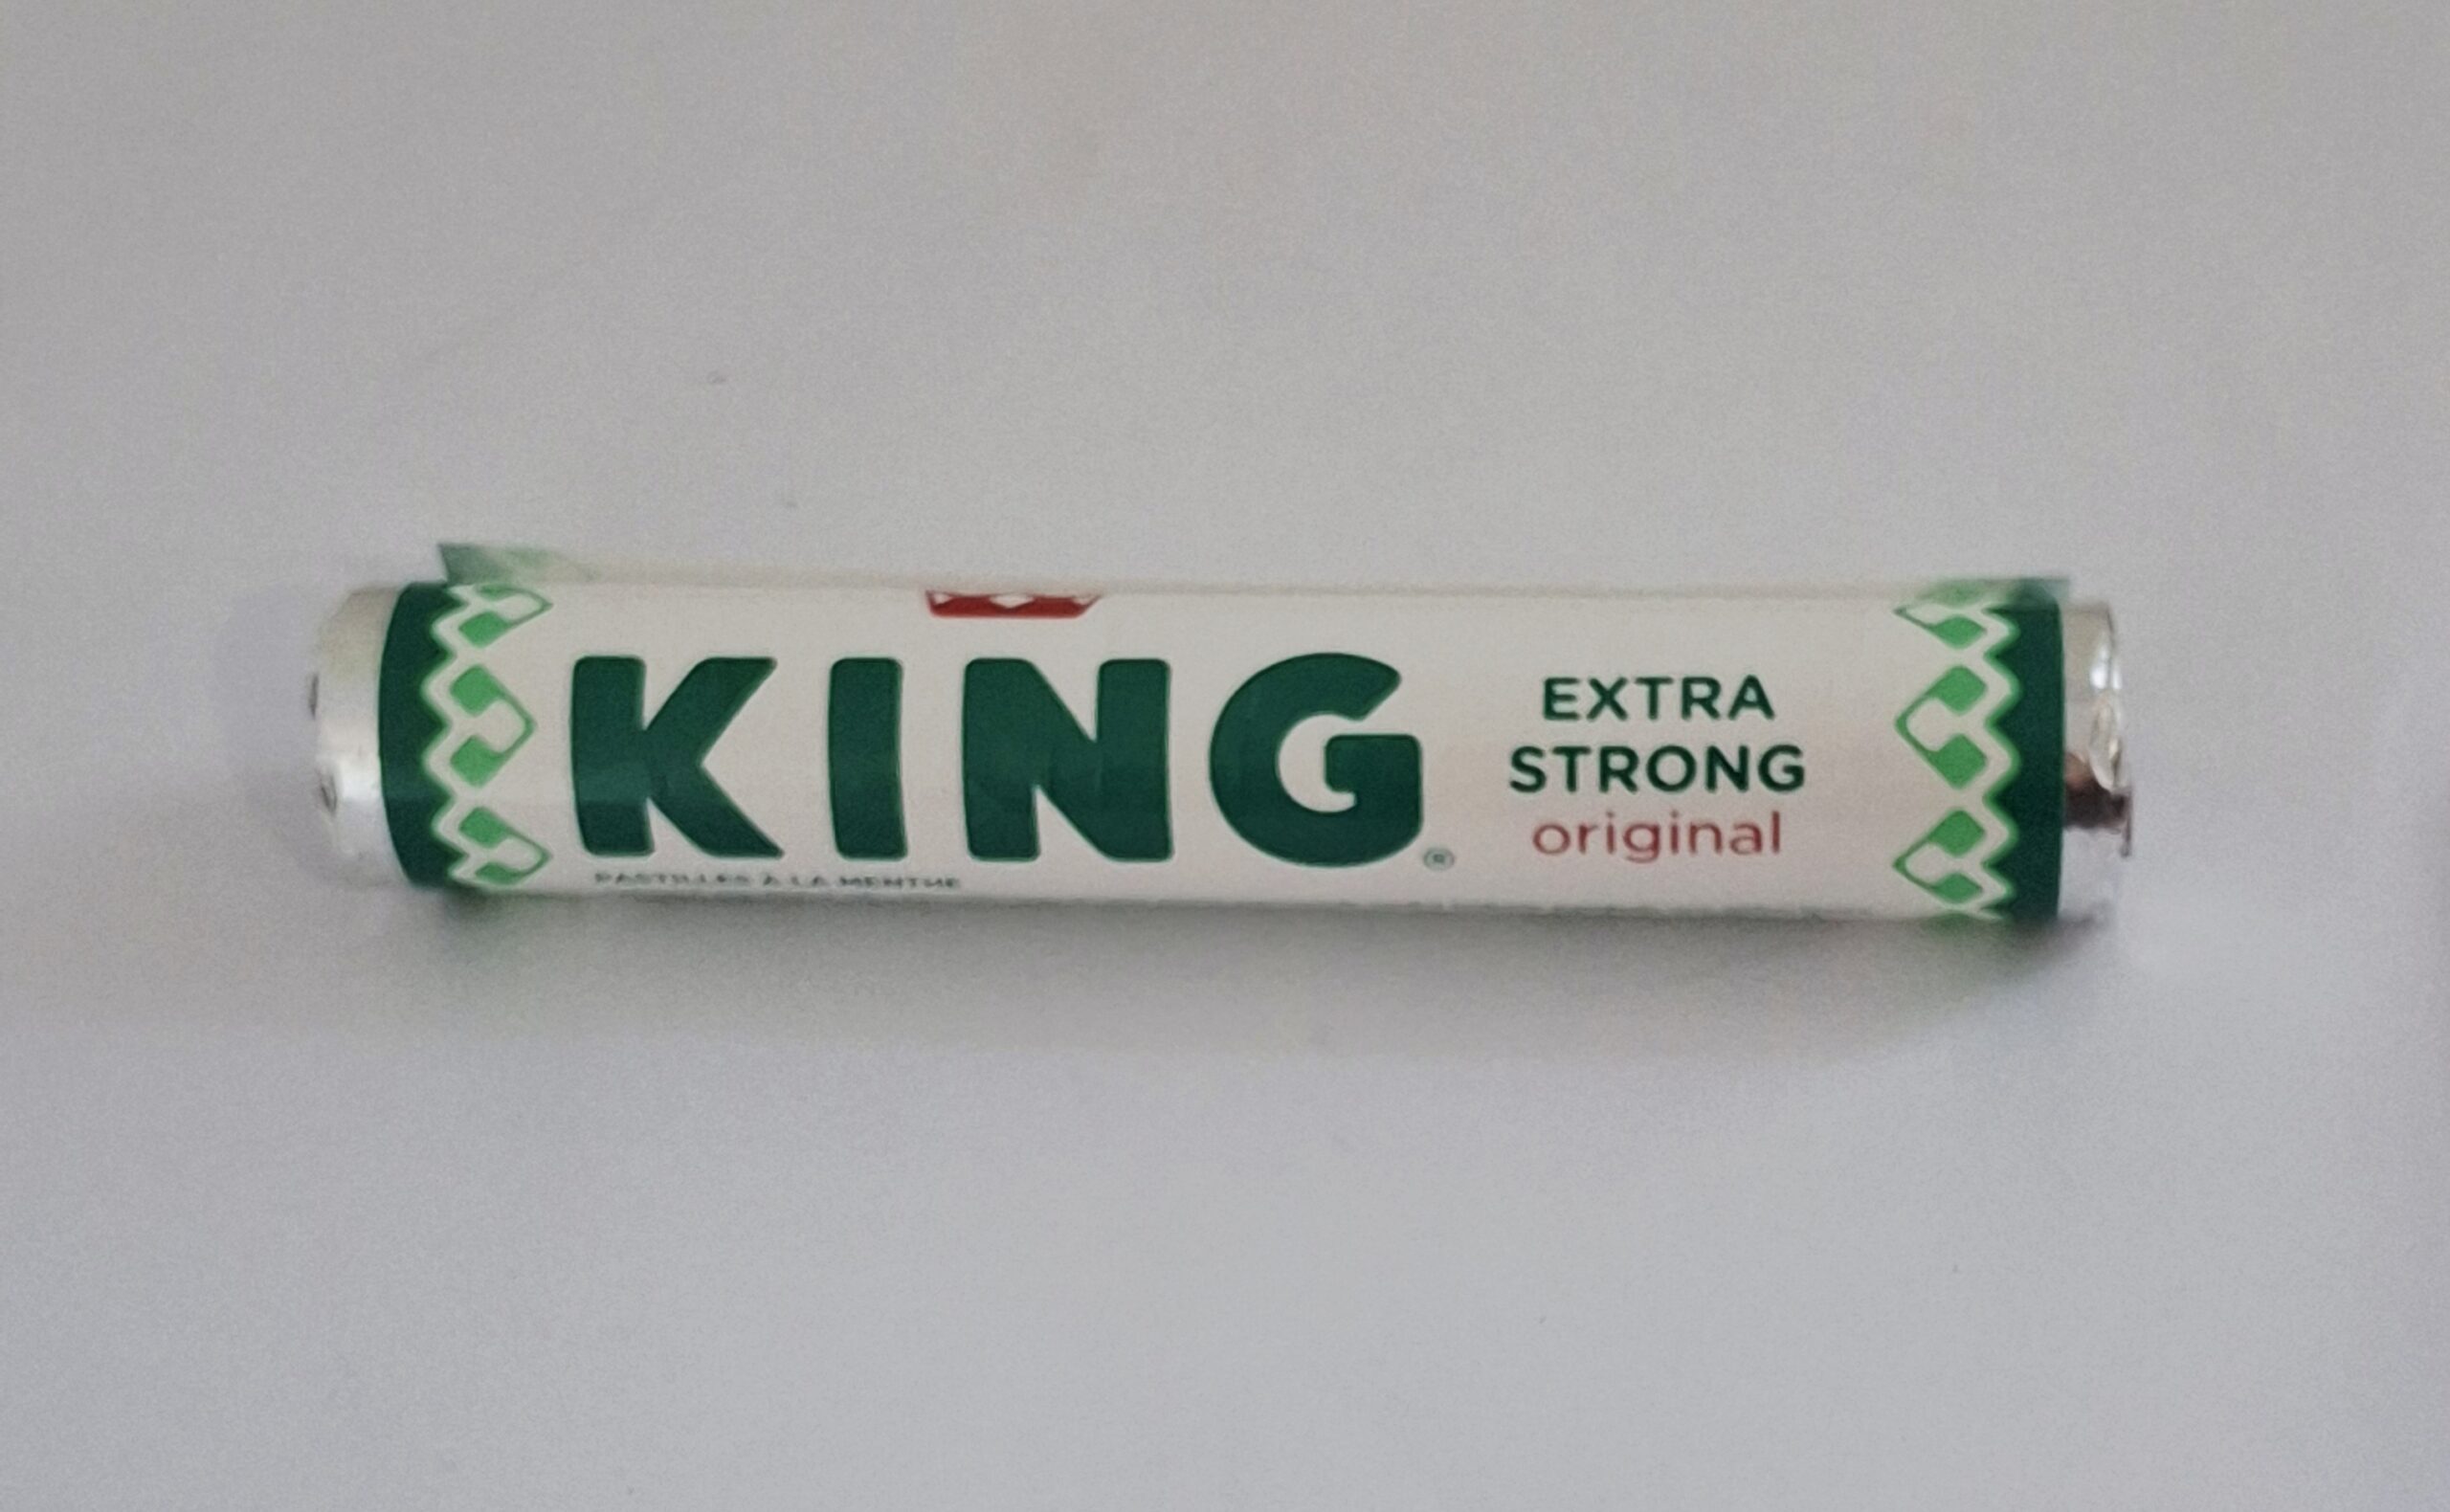 KING®
EXTRA
STRONG
original
PASTILLES À LA MENTHE